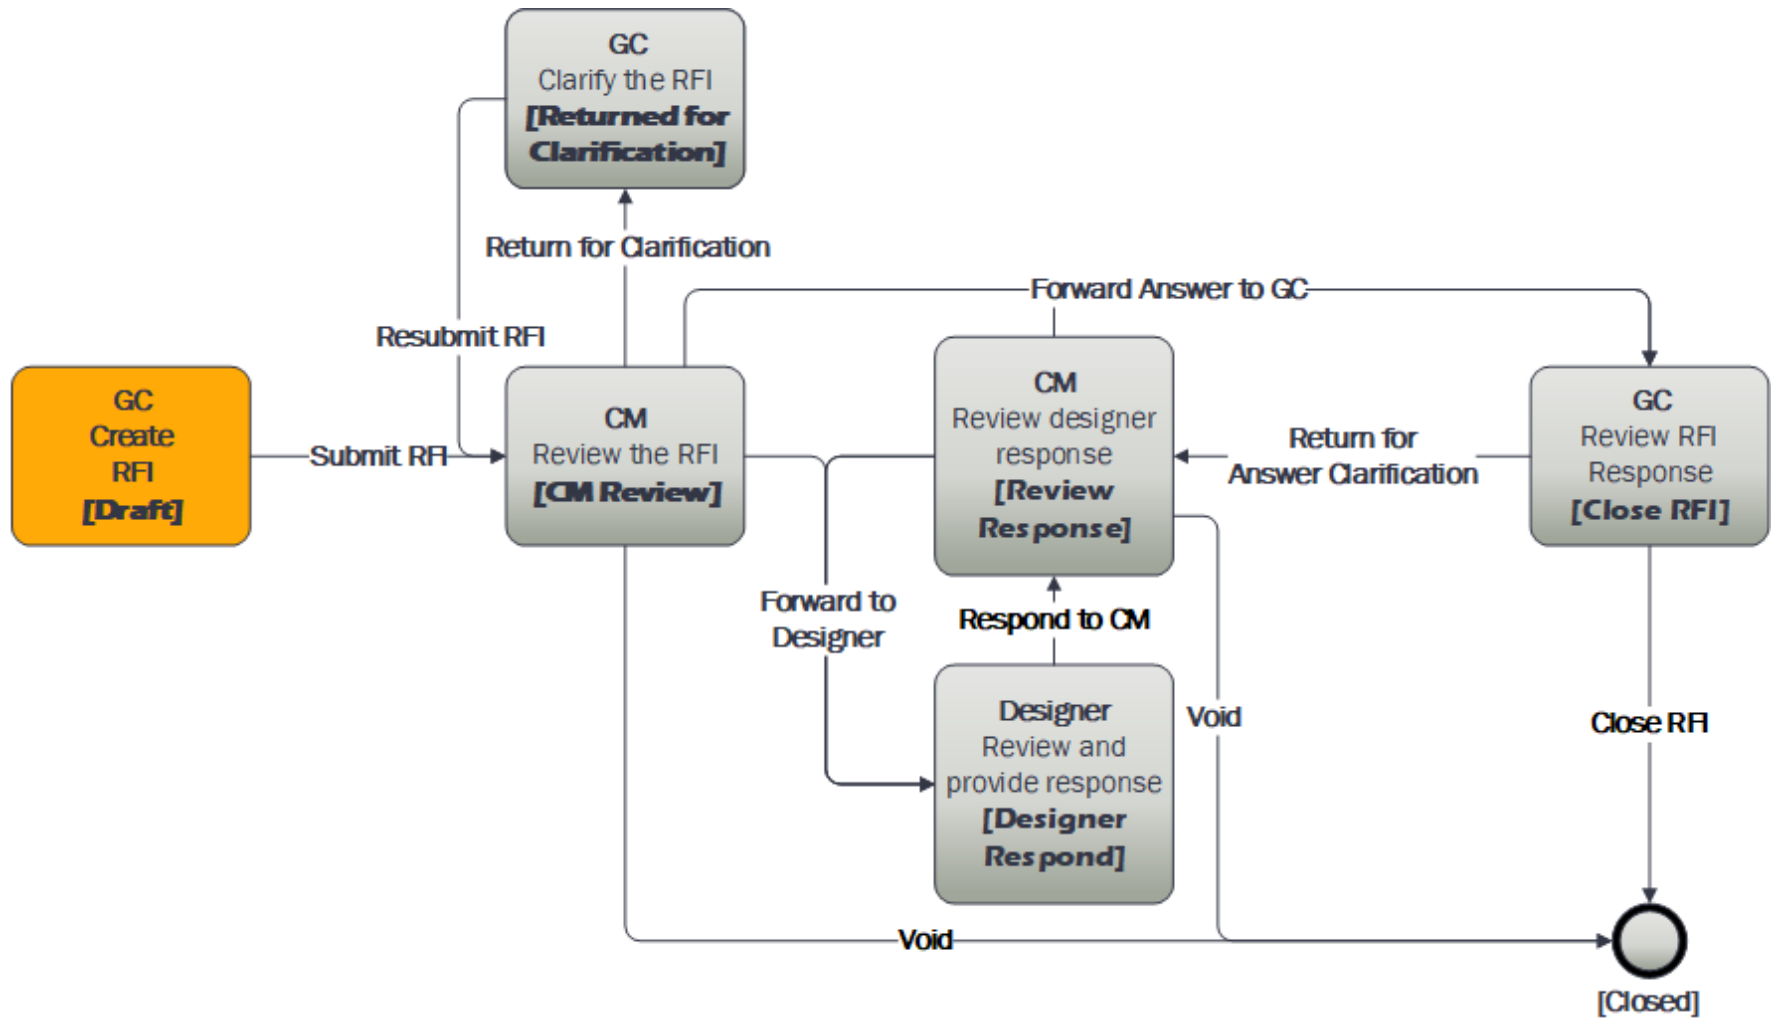 GC
Clarify the RFI
[Returned for
Clarification]
Return for Clarification
Forward Answer to GC
Resubmit RFI
GC
Create
RFI
[Draft]
Submit RFI
CM
Review the RFI
[CM Review]
CM
Review designer
response
[Review
Response]
Return for
Answer Clarification
GC
Review RFI
Response
[Close RFI]
Forward to
Designer
Respond to CM
Designer
Review and
provide response
[Designer
Respond]
Void
Close RFI
Void
[Closed]